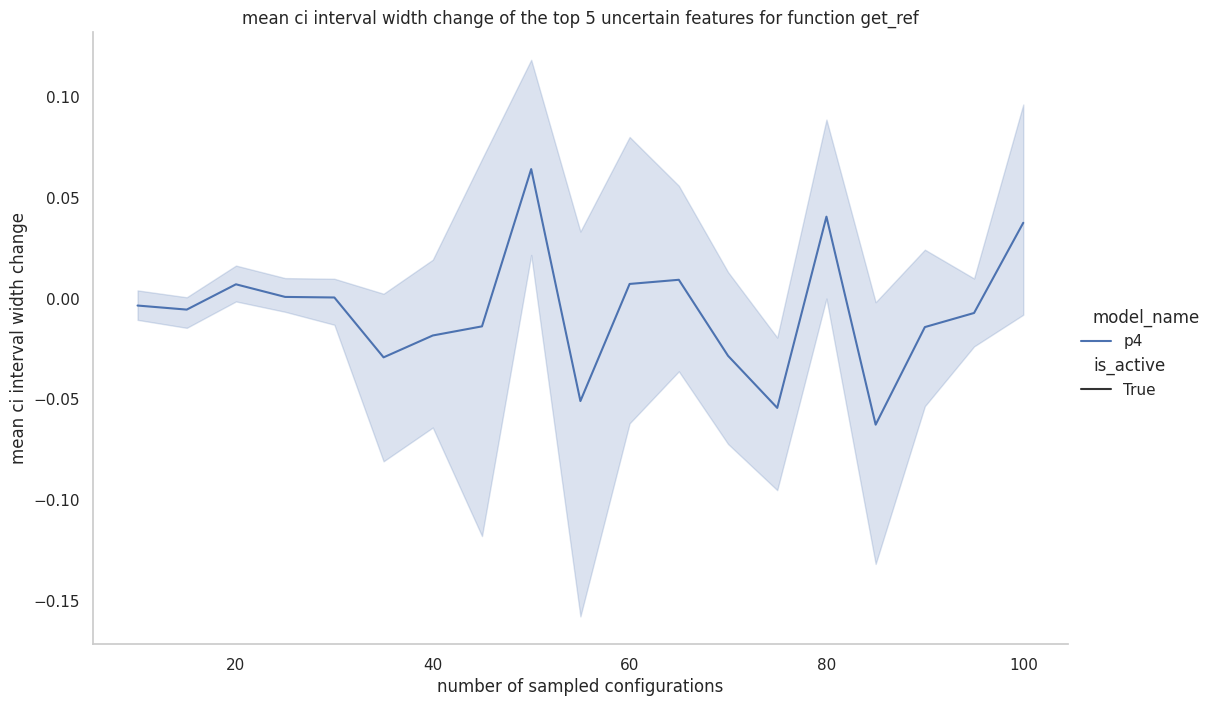 mean ci interval width change of the top 5 uncertain features for function get_ref
mean ci interval width change
0.10
0.05
0.00
−0.05
−0.10
−0.15
20
40
60
80
100
number of sampled configurations
model_name
p4
is_active
True